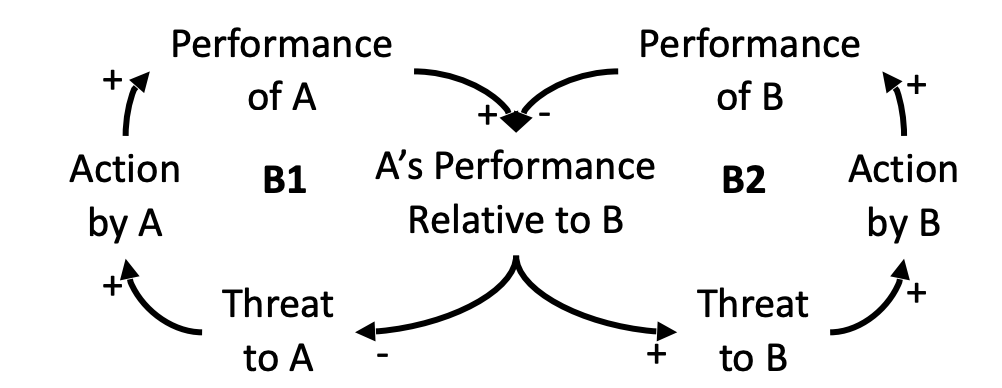 Performance
of A
Performance
of B
+
+
-
+
Action
by A
B1
A's Performance
Relative to B
B2
Action
by B
+
+
Threat
to A
Threat
to B
-
+